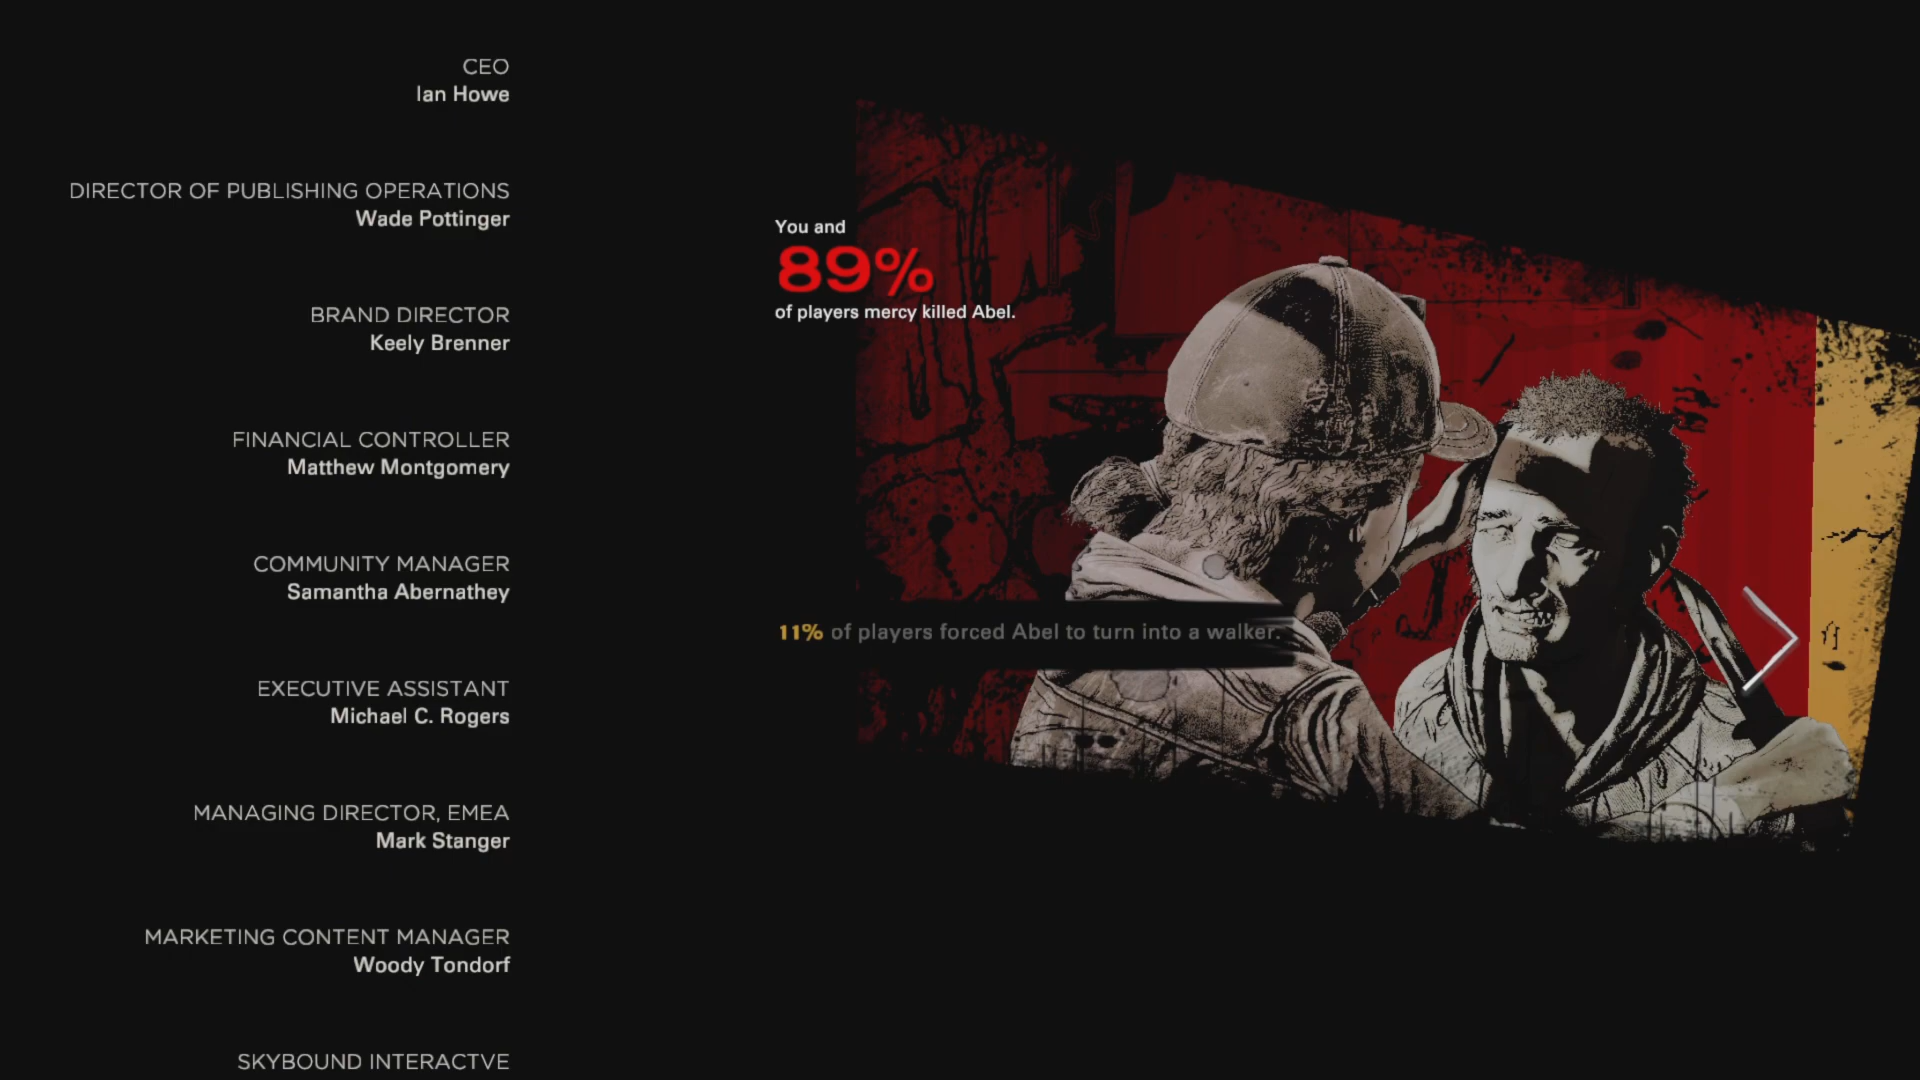 CEO
Ian Howe
DIRECTOR OF PUBLISHING OPERATIONS
Wade Pottinger
BRAND DIRECTOR
Keely Brenner
FINANCIAL CONTROLLER
Matthew Montgomery
COMMUNITY MANAGER
Samantha Abernathey
EXECUTIVE ASSISTANT
Michael C. Rogers
MANAGING DIRECTOR, EMEA
Mark Stanger
MARKETING CONTENT MANAGER
Woody Tondorf
SKYBOUND INTERACTVE
You and
89%
of players mercy killed Abel.
11% of players forced Abel to turn into a walker.